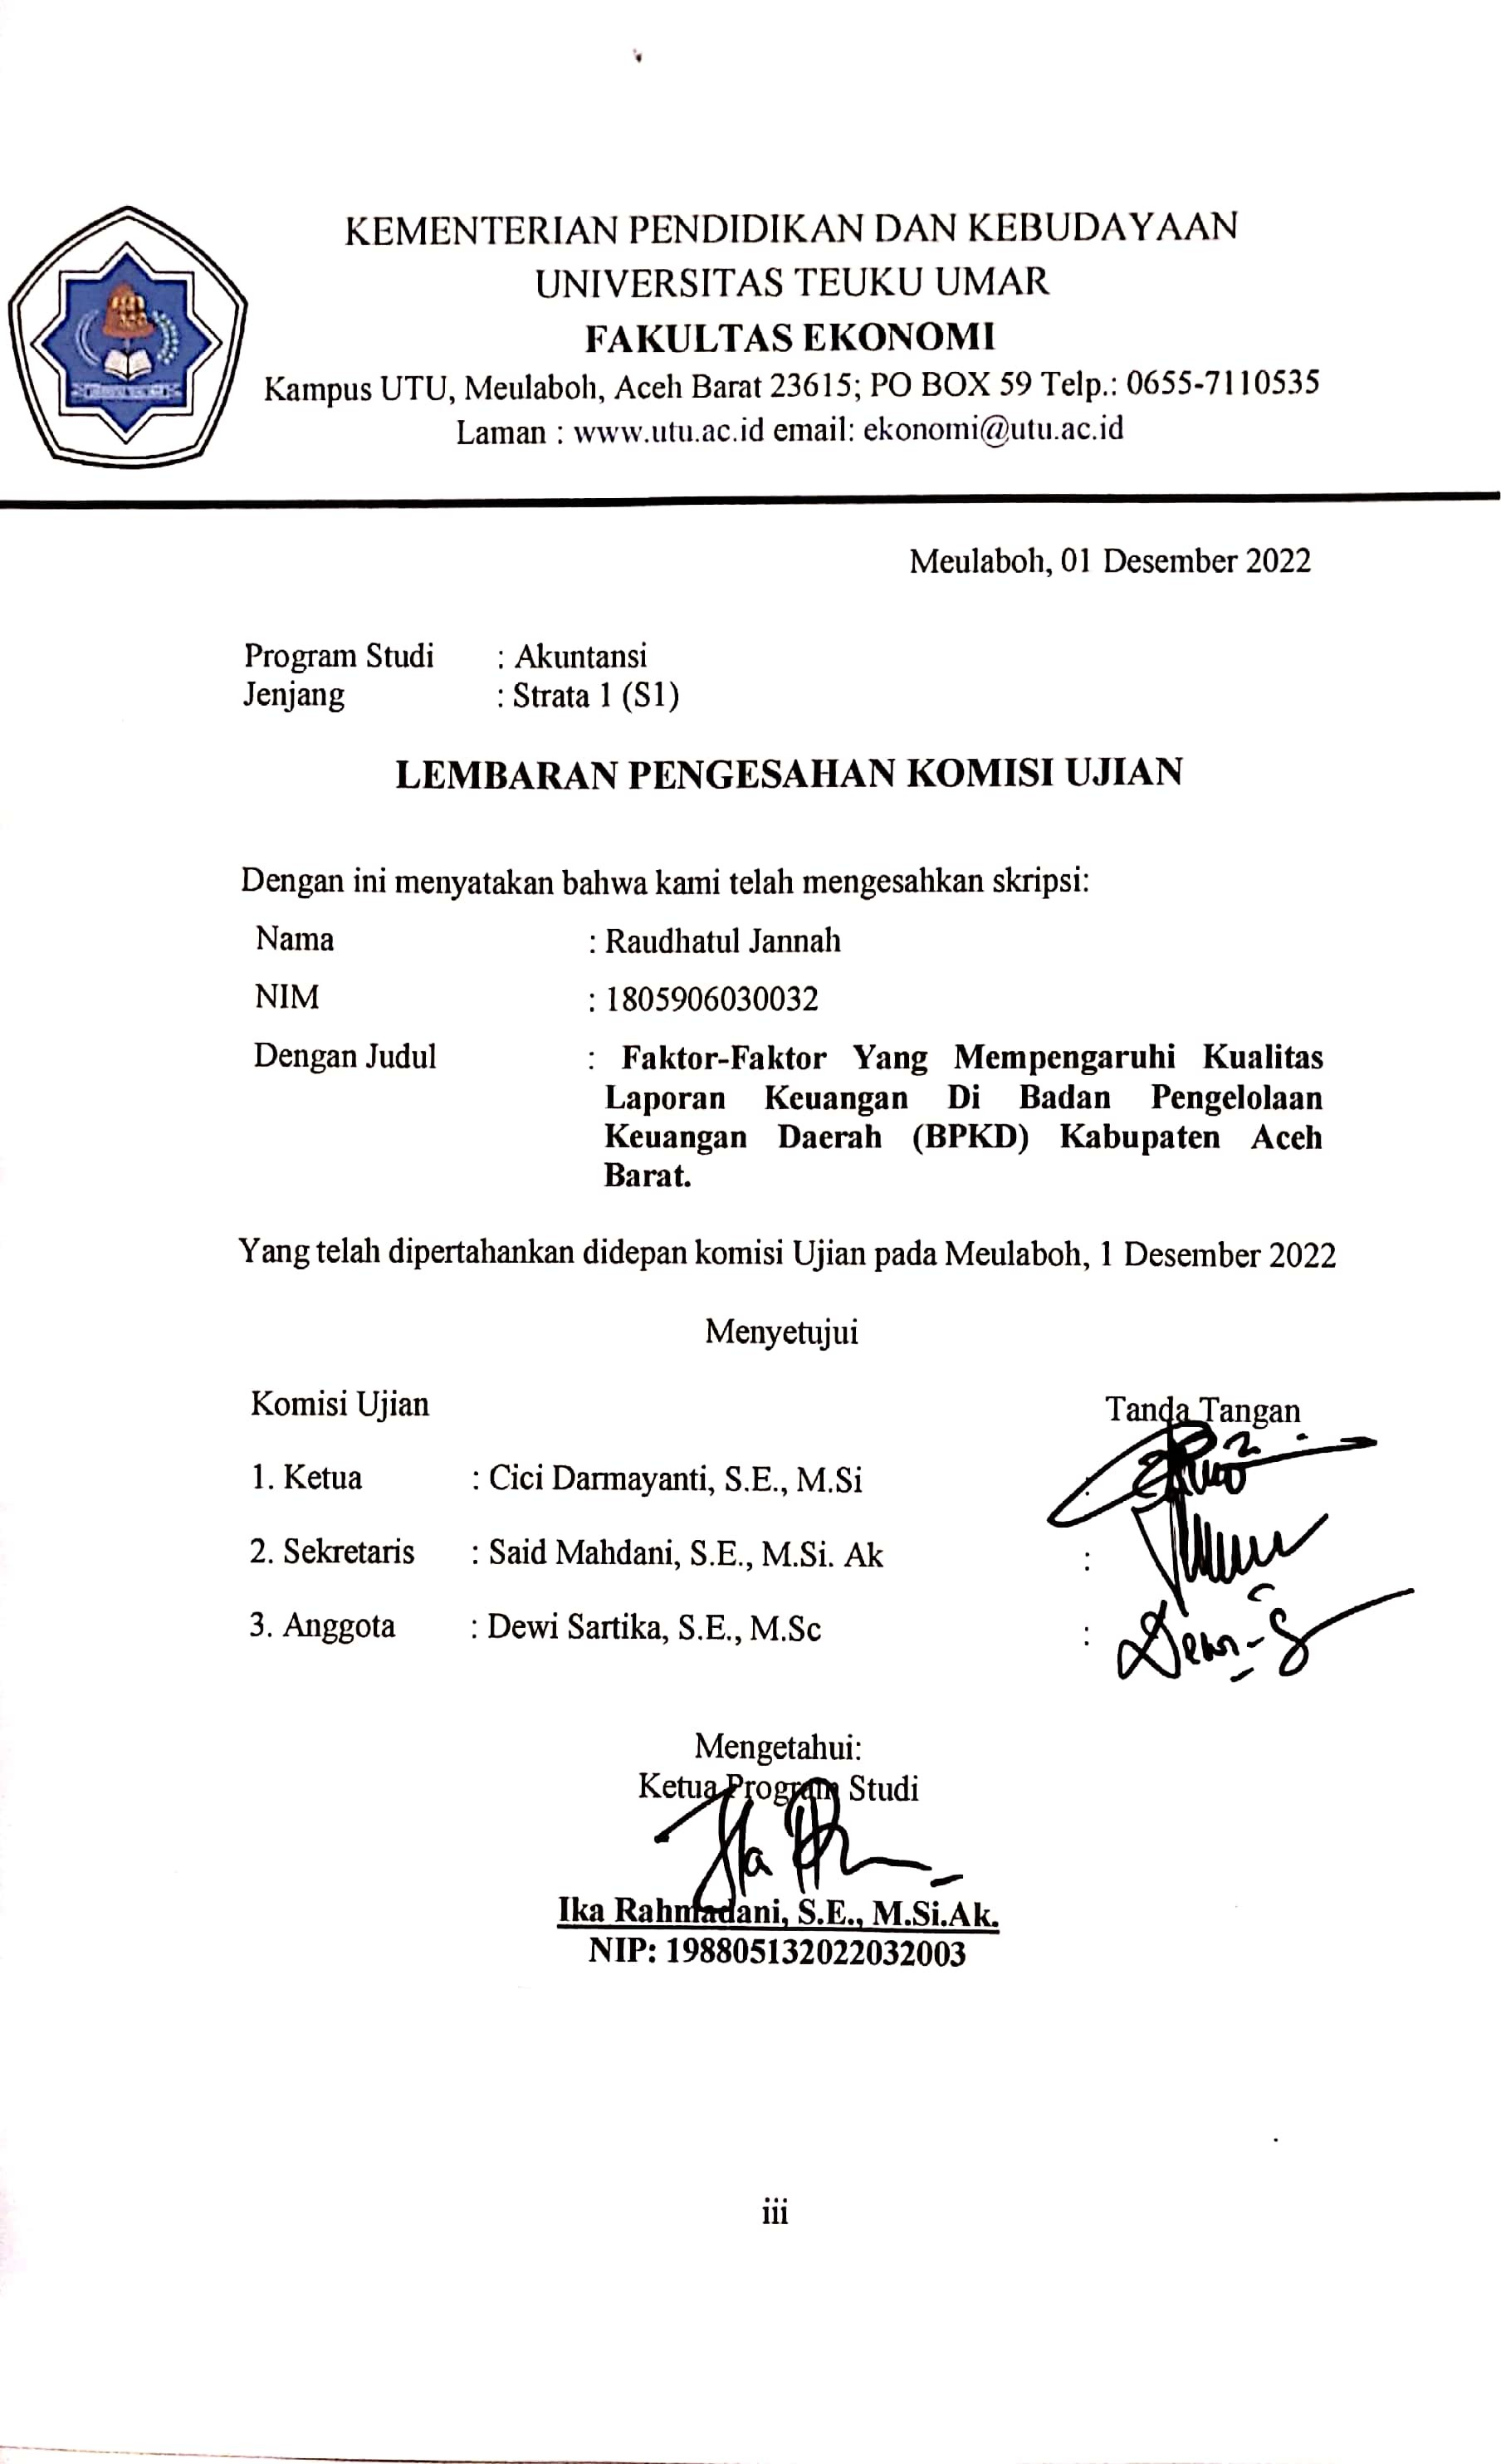 KEMENTERIAN PENDIDIKAN DAN KEBUDAYAAN
UNIVERSITAS TEUKU UMAR
FAKULTAS EKONOMI
Kampus UTU, Meulaboh, Aceh Barat 23615; PO BOX 59 Telp.: 0655-7110535
Laman : www.utu.ac.id email: ekonomi@utu.ac.id
Meulaboh, 01 Desember 2022
Program Studi : Akuntansi
Jenjang : Strata 1 (S1)
LEMBARAN PENGESAHAN KOMISI UJIAN
Dengan ini menyatakan bahwa kami telah mengesahkan skripsi:
Nama : Raudhatul Jannah
NIM : 1805906030032
Dengan Judul : Faktor-Faktor Yang Mempengaruhi Kualitas
Laporan Keuangan Di Badan Pengelolaan
Keuangan Daerah (BPKD) Kabupaten Aceh
Barat.
Yang telah dipertahankan didepan komisi Ujian pada Meulaboh, 1 Desember 2022
Menyetujui
Komisi Ujian Tanda Tangan
1. Ketua : Cici Darmayanti, S.E., M.Si :
2. Sekretaris : Said Mahdani, S.E., M.Si. Ak :
3. Anggota : Dewi Sartika, S.E., M.Sc :
Mengetahui:
Ketua Program Studi
Ika Rahmadani, S.E., M.Si.Ak.
NIP: 198805132022032003
iii